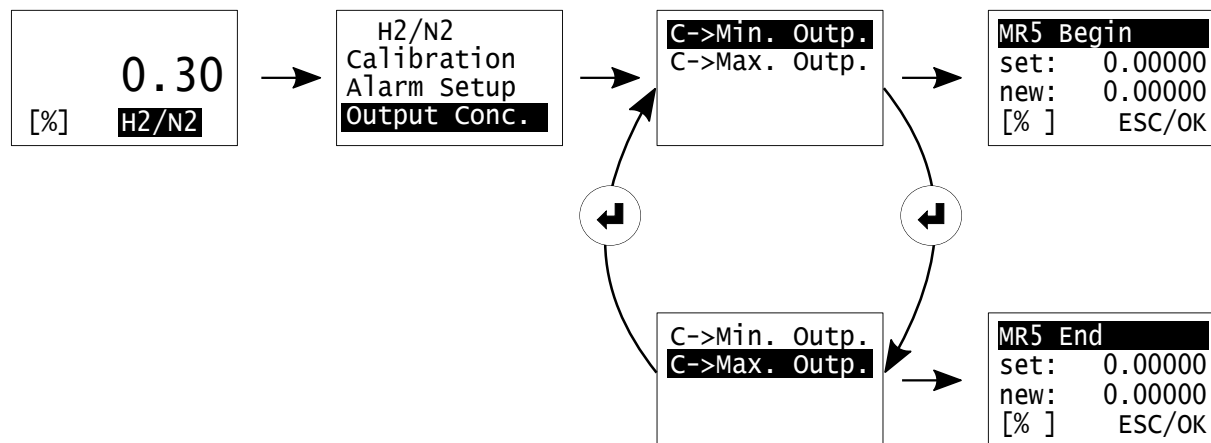 0.30
[%] H2/N2
H2/N2
Calibration
Alarm Setup
Output Conc.
C->Min. Outp.
C->Max. Outp.
MR5 Begin
set: 0.00000
new: 0.00000
[% ] ESC/OK
C->Min. Outp.
C->Max. Outp.
MR5 End
set: 0.00000
new: 0.00000
[% ] ESC/OK